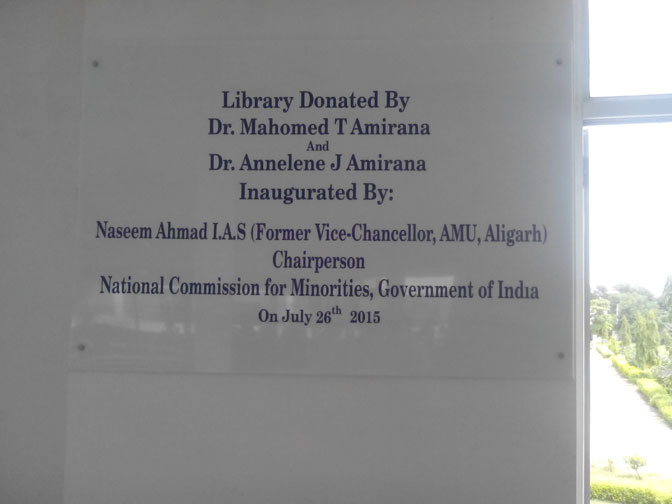 Library Donated By
Dr. Mahomed T Amirana
And
Dr. Annelene J Amirana
Inaugurated By:
Naseem Ahmad I.A.S (Former Vice-Chancellor, AMU, Aligarh)
Chairperson
National Commission for Minorities, Government of India
On July 26th 2015